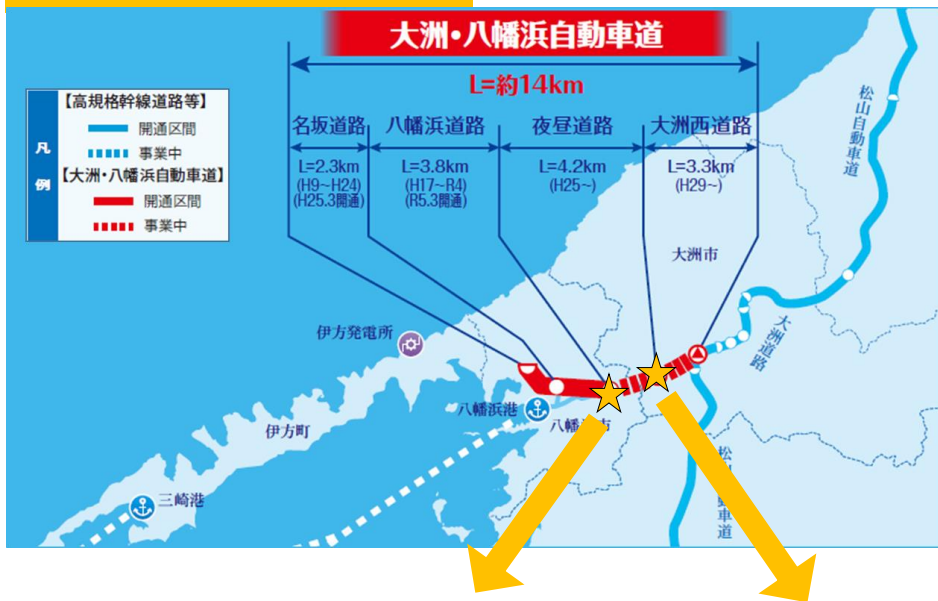 大洲・八幡浜自動車道
L=約14km
名坂道路
L=2.3km
(H9～H24)
(H25.3開通)
八幡浜道路
L=3.8km
(H17～R4)
(R5.3開通)
夜昼道路
L=4.2km
(H25～)
大洲西道路
L=3.3km
(H29～)
凡例
【高規格幹線道路等】
開通区間
事業中
【大洲・八幡浜自動車道】
開通区間
事業中
松山自動車道
大洲市
大洲道路
伊方発電所
八幡浜港
伊方町
三崎港